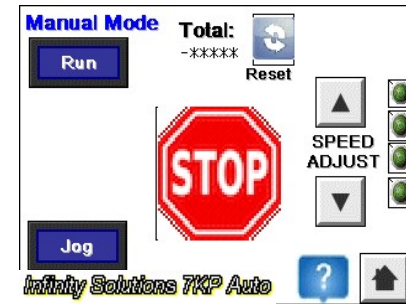 Manual Mode
Total:
-*****
Run
Reset
STOP
SPEED
ADJUST
Jog
Infinity Solutions 7KP Auto
?